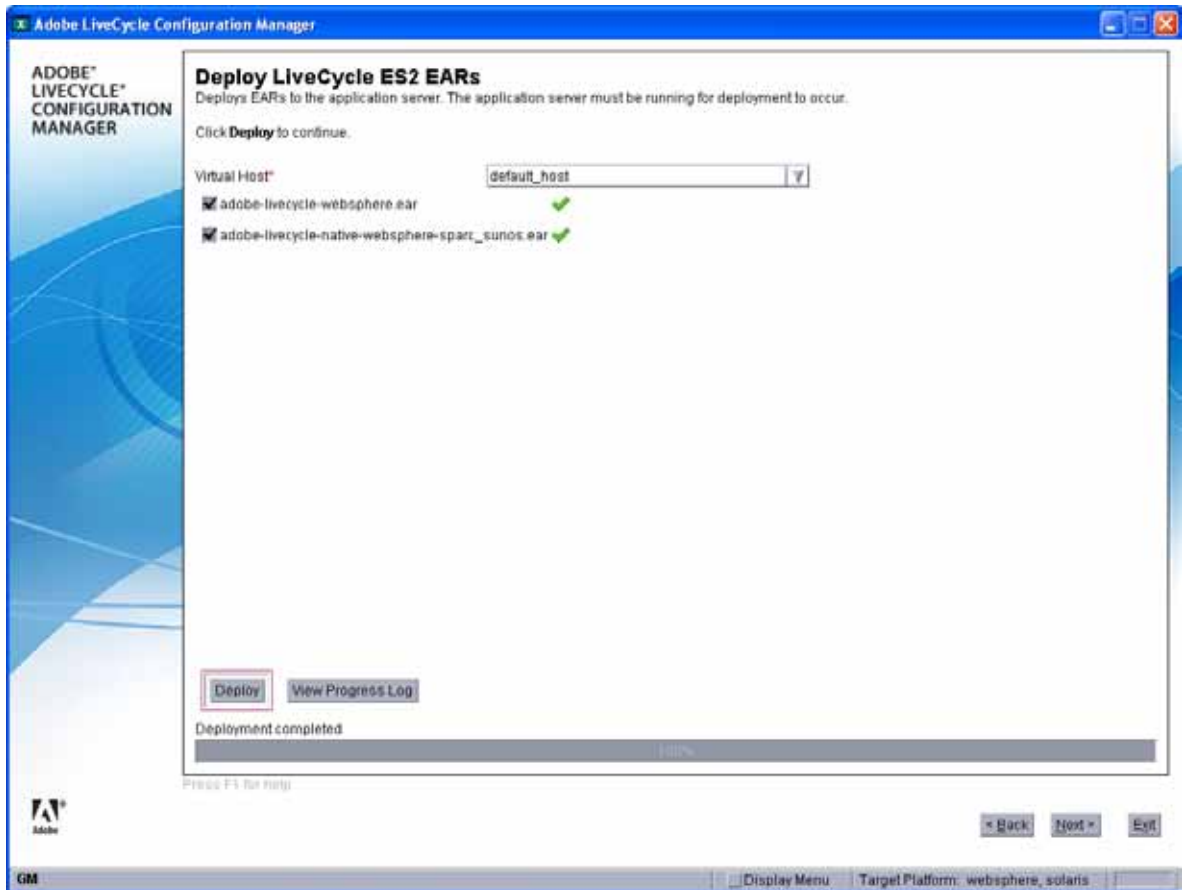 Adobe LiveCycle Configuration Manager
ADOBE®
LIVECYCLE®
CONFIGURATION
MANAGER
Deploy LiveCycle ES2 EARs
Deploys EARs to the application server. The application server must be running for deployment to occur.
Click Deploy to continue.
Virtual Host* default_host
adobe-livecycle-websphere.ear
adobe-livecycle-native-websphere-sparc_sunos.ear
Deploy View Progress Log
Deployment completed
100%
Press F1 for help
Adobe
< Back Next > Exit
GM Display Menu Target Platform: websphere, solaris